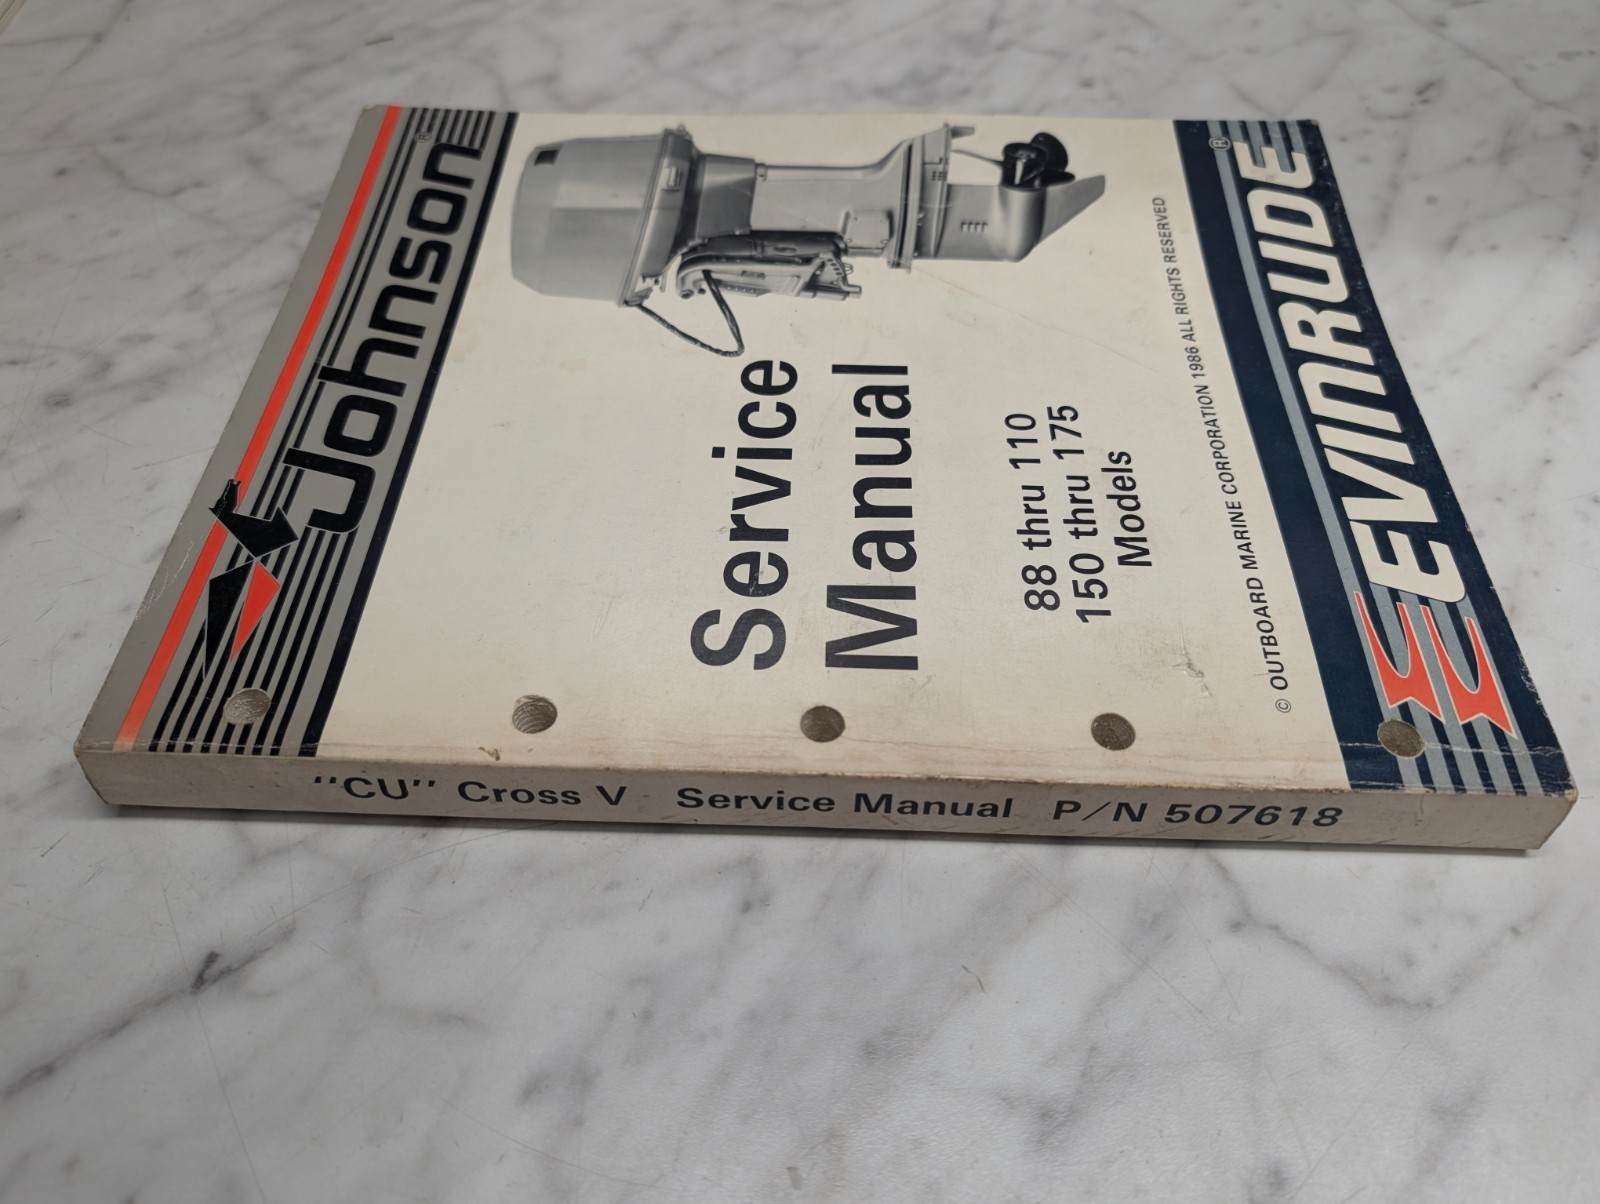 Johnson®
Service
Manual
88 thru 110
150 thru 175
Models
© OUTBOARD MARINE CORPORATION 1986 ALL RIGHTS RESERVED
EVINRUDE®
"CU" Cross V Service Manual P/N 507618